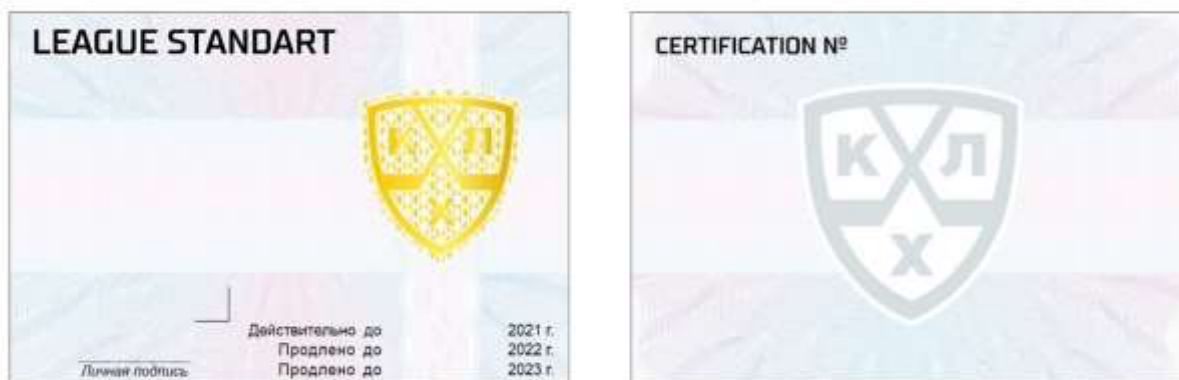 LEAGUE STANDART
К Л
Х
Действительно до 2021 г.
Продлено до 2022 г.
Личная подпись Продлено до 2023 г.
CERTIFICATION №
К Л
Х